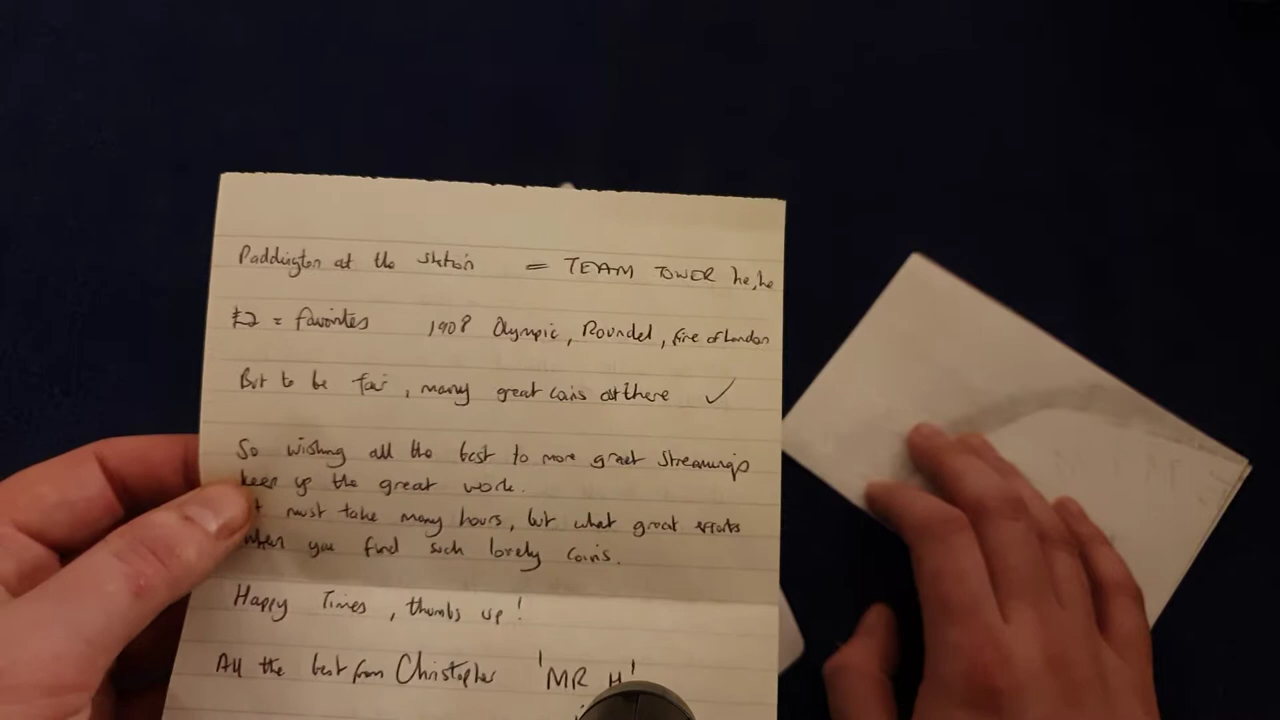 Paddington at the station = TEAM TOWER he,he
£2 = favorites 1908 Olympic, Roundel, fire of London
But to be fair, many great coins out there ✓
So wishing all the best to more great streamings
keep up the great work.
must take many hours, but what great efforts
when you find such lovely coins.
Happy Times, thumbs up!
All the best from Christopher 'MR H'